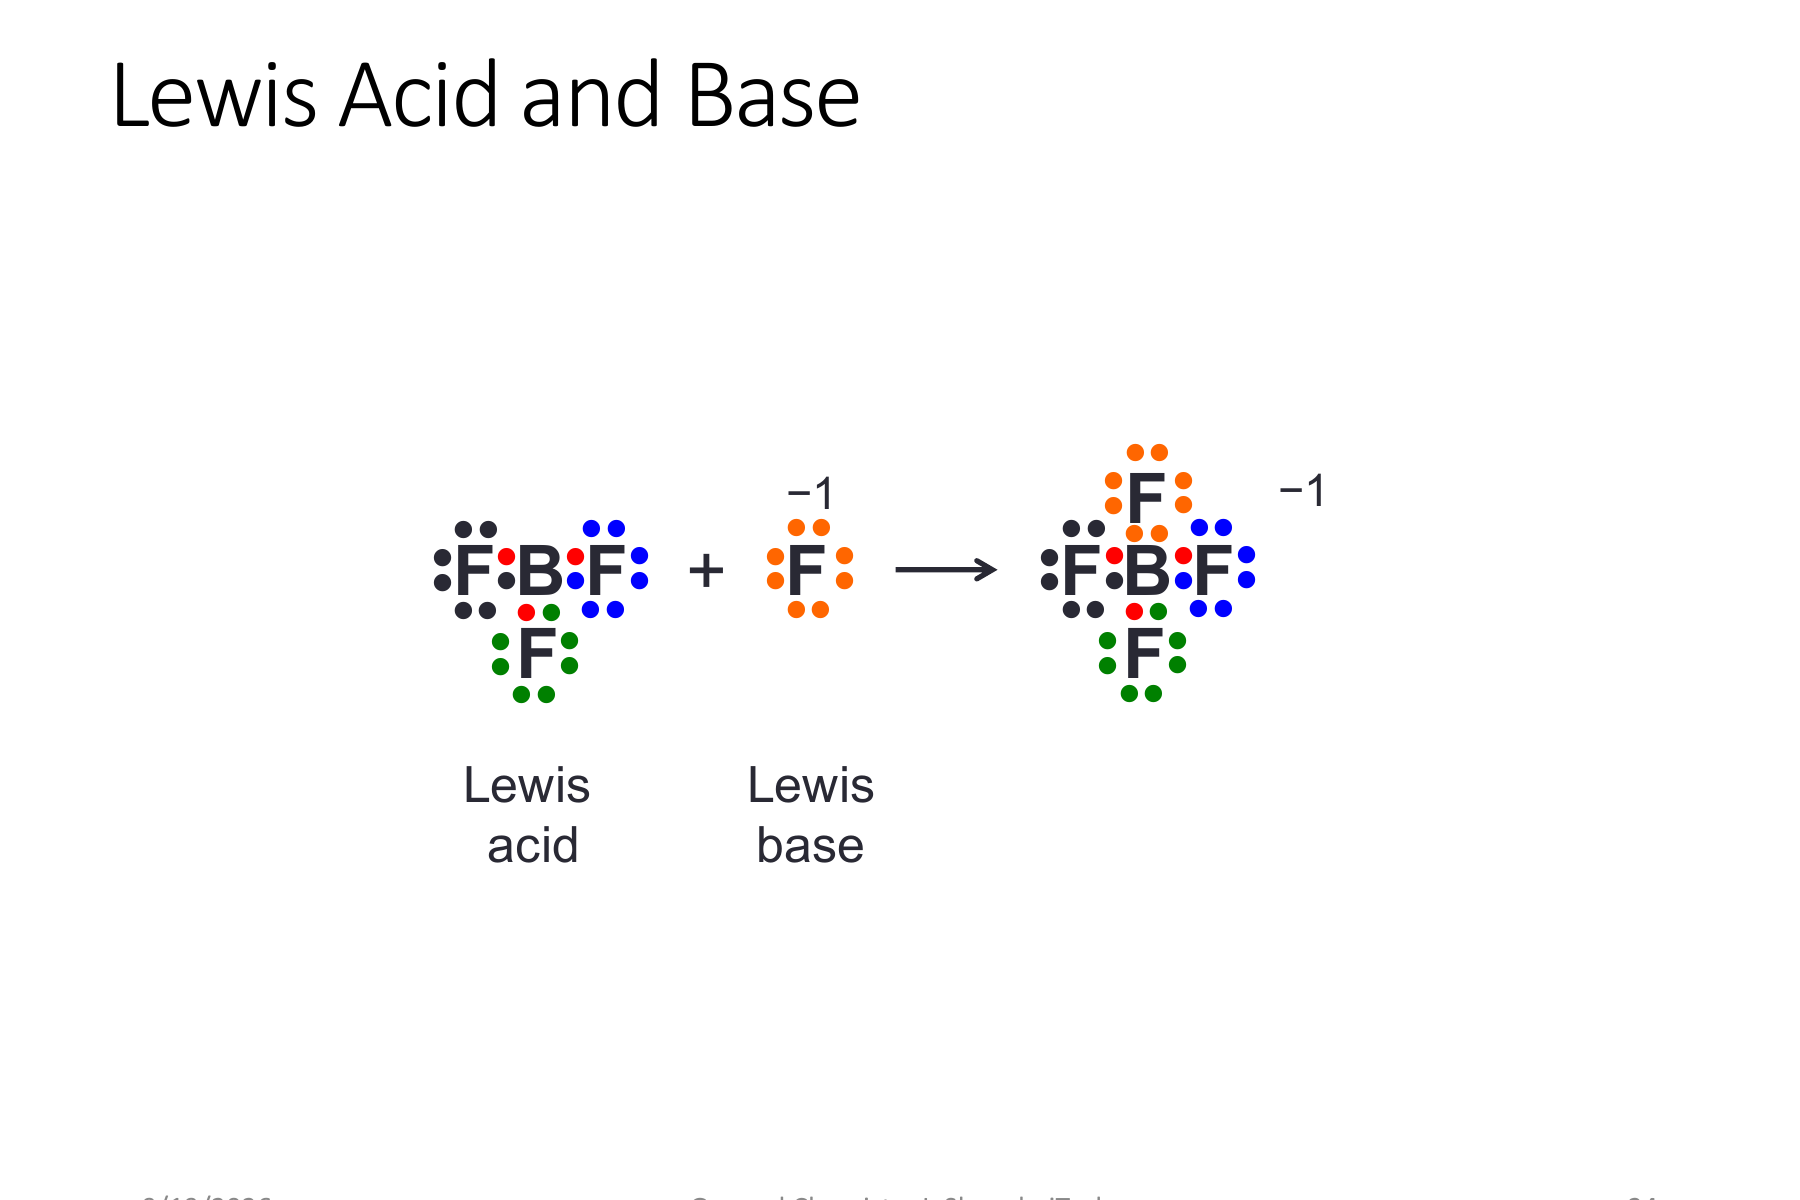 Lewis Acid and Base
F
−1
−1
F B F + F → F B F
F
F
Lewis Lewis
acid base